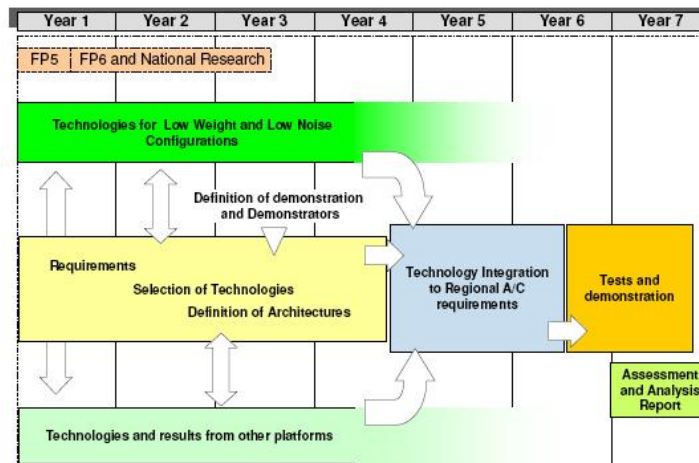 Year 1 Year 2 Year 3 Year 4 Year 5 Year 6 Year 7
FP5 FP6 and National Research
Technologies for Low Weight and Low Noise
Configurations
Definition of demonstration
and Demonstrators
Requirements
Selection of Technologies
Definition of Architectures
Technology Integration
to Regional A/C
requirements
Tests and
demonstration
Assessment
and Analysis
Report
Technologies and results from other platforms